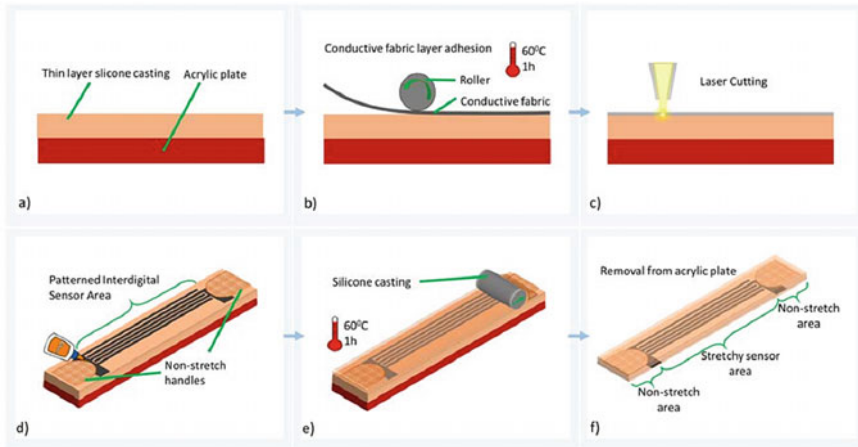 Thin layer slicone casting
Acrylic plate
a)
Conductive fabric layer adhesion
60⁰C
1h
Roller
Conductive fabric
b)
Laser Cutting
c)
Patterned Interdigital
Sensor Area
Non-stretch
handles
d)
Silicone casting
60⁰C
1h
e)
Removal from acrylic plate
Non-stretch
area
Stretchy sensor
area
Non-stretch
area
f)